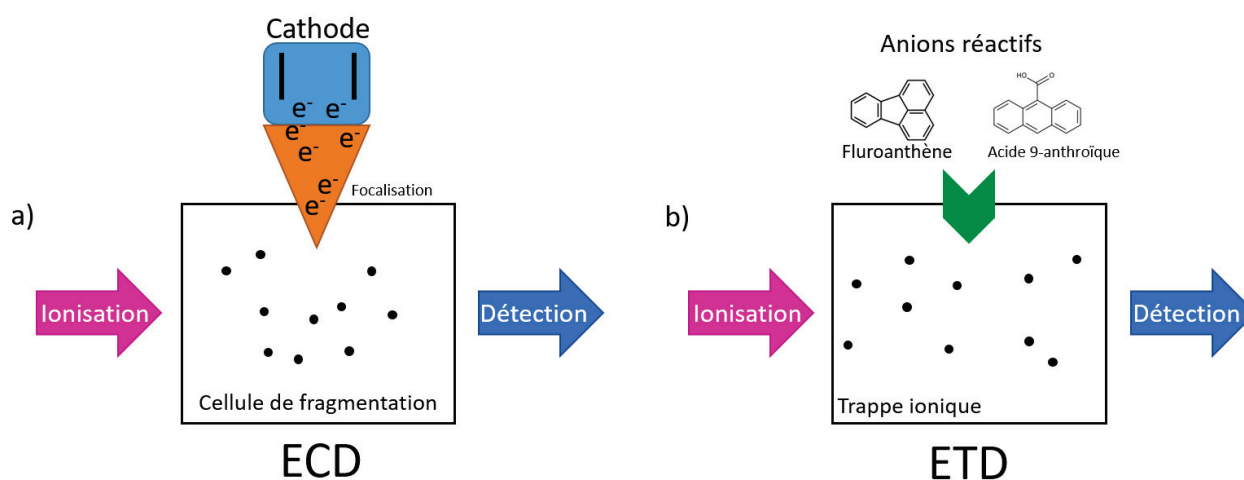 Cathode
e⁻ e⁻
e⁻ e⁻
e⁻
e⁻
e⁻
Focalisation
a)
Ionisation
Détection
Cellule de fragmentation
ECD
Anions réactifs
HO O
Fluroanthène
Acide 9-anthroïque
b)
Ionisation
Détection
Trappe ionique
ETD